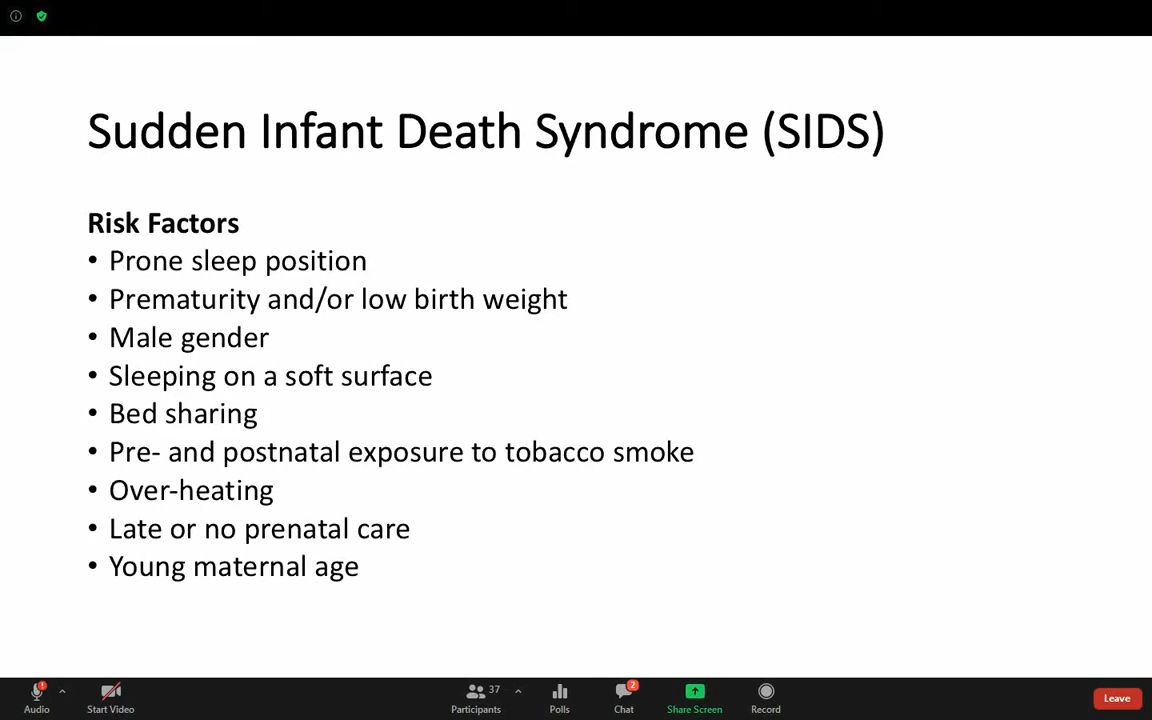 Sudden Infant Death Syndrome (SIDS)
Risk Factors
• Prone sleep position
• Prematurity and/or low birth weight
• Male gender
• Sleeping on a soft surface
• Bed sharing
• Pre- and postnatal exposure to tobacco smoke
• Over-heating
• Late or no prenatal care
• Young maternal age
37
2
Audio
Start Video
Participants
Polls
Chat
Share Screen
Record
Leave